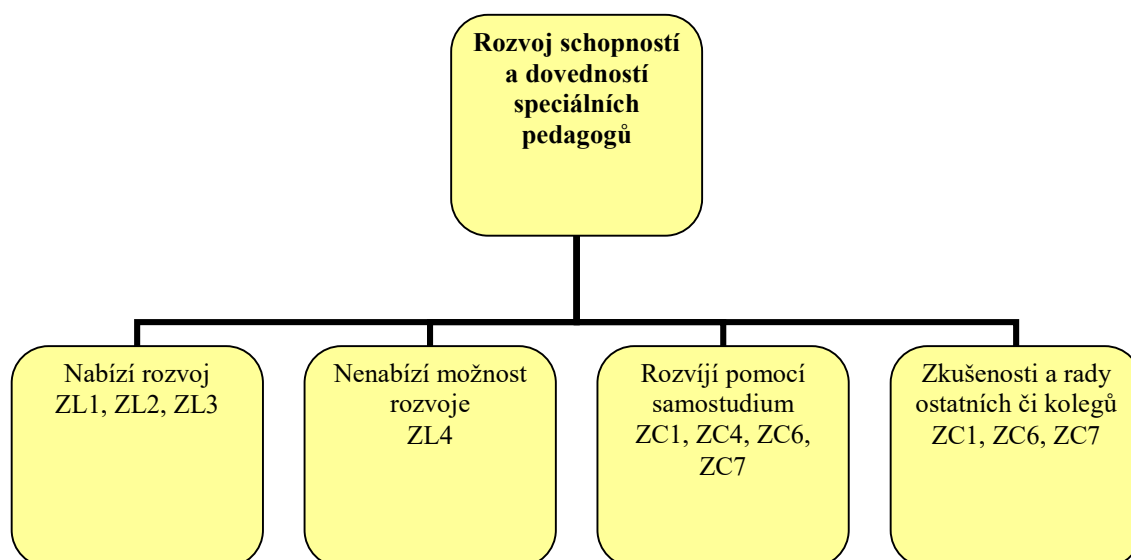 Rozvoj schopností
a dovedností
speciálních
pedagogů
Nabízí rozvoj
ZL1, ZL2, ZL3
Nenabízí možnost
rozvoje
ZL4
Rozvíjí pomocí
samostudium
ZC1, ZC4, ZC6,
ZC7
Zkušenosti a rady
ostatních či kolegů
ZC1, ZC6, ZC7